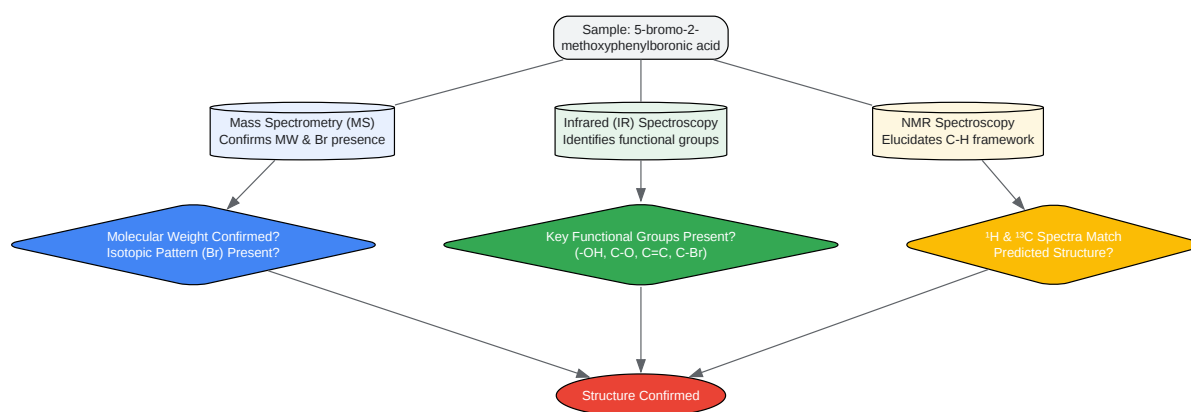 Sample: 5-bromo-2-
methoxyphenylboronic acid
Mass Spectrometry (MS)
Confirms MW & Br presence
Infrared (IR) Spectroscopy
Identifies functional groups
NMR Spectroscopy
Elucidates C-H framework
Molecular Weight Confirmed?
Isotopic Pattern (Br) Present?
Key Functional Groups Present?
(-OH, C-O, C=C, C-Br)
¹H & ¹³C Spectra Match
Predicted Structure?
Structure Confirmed